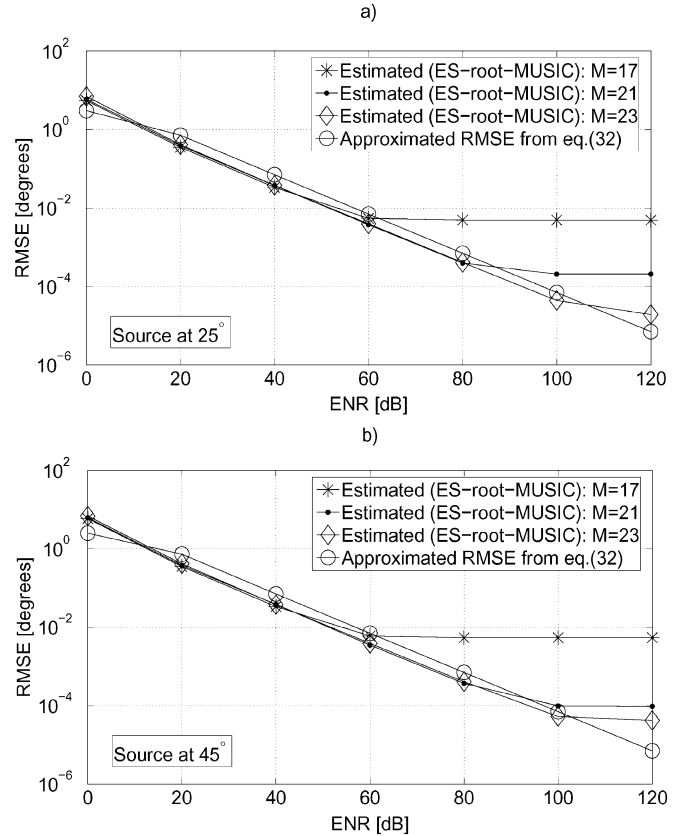 a)
10^2
10^0
10^-2
10^-4
10^-6
RMSE [degrees]
Estimated (ES-root-MUSIC): M=17
Estimated (ES-root-MUSIC): M=21
Estimated (ES-root-MUSIC): M=23
Approximated RMSE from eq.(32)
Source at 25°
0 20 40 60 80 100 120
ENR [dB]
b)
10^2
10^0
10^-2
10^-4
10^-6
RMSE [degrees]
Estimated (ES-root-MUSIC): M=17
Estimated (ES-root-MUSIC): M=21
Estimated (ES-root-MUSIC): M=23
Approximated RMSE from eq.(32)
Source at 45°
0 20 40 60 80 100 120
ENR [dB]